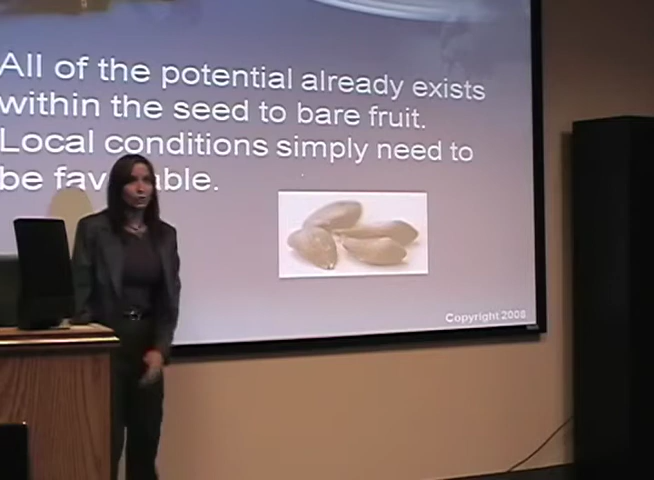 All of the potential already exists
within the seed to bare fruit.
Local conditions simply need to
be fav able.
Copyright 2008